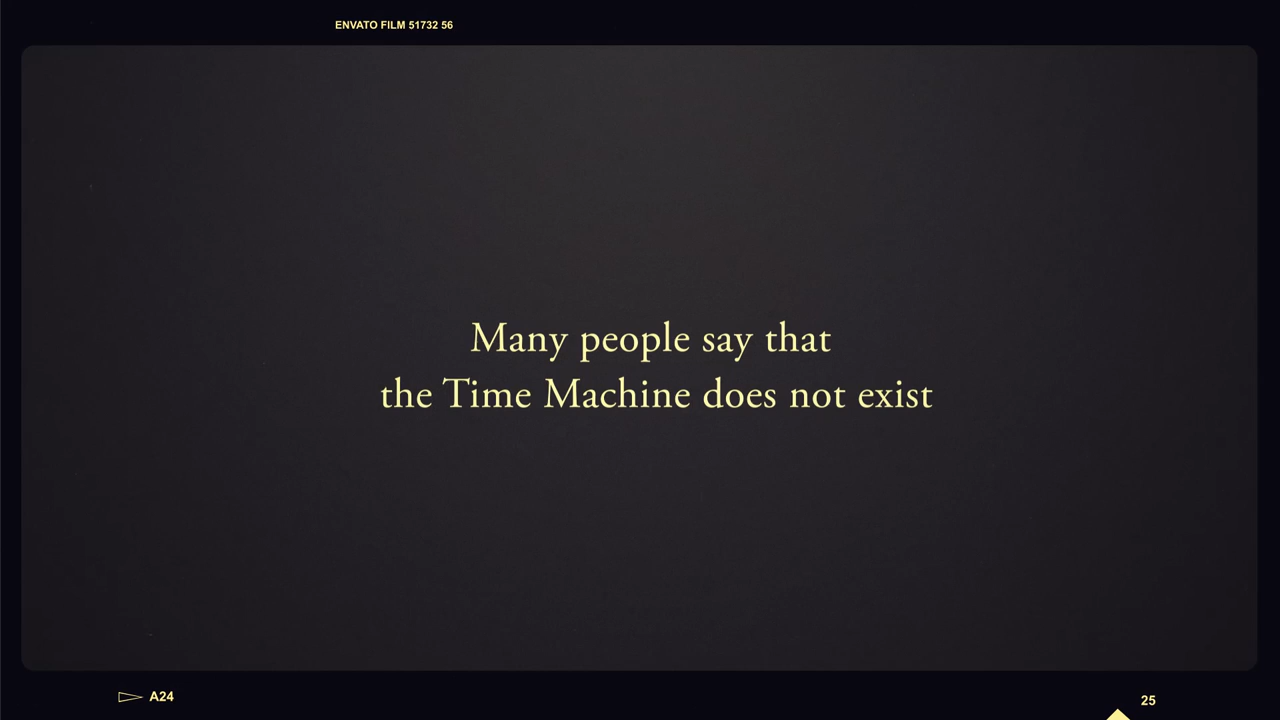 ENVATO FILM 51732 56
Many people say that
the Time Machine does not exist
A24
25